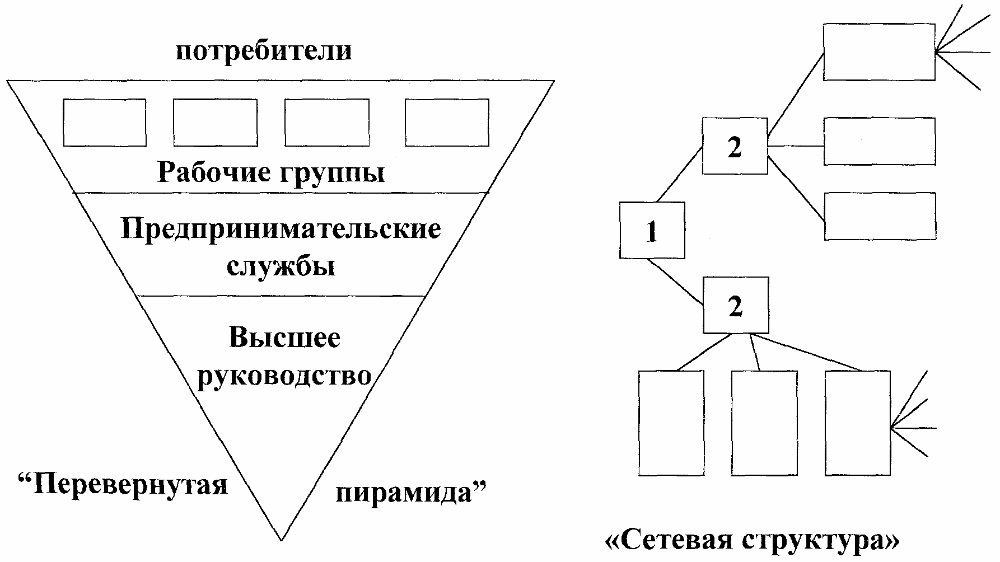 потребители
Рабочие группы
Предпринимательские
службы
Высшее
руководство
“Перевернутая
пирамида”
2
1
2
«Сетевая структура»